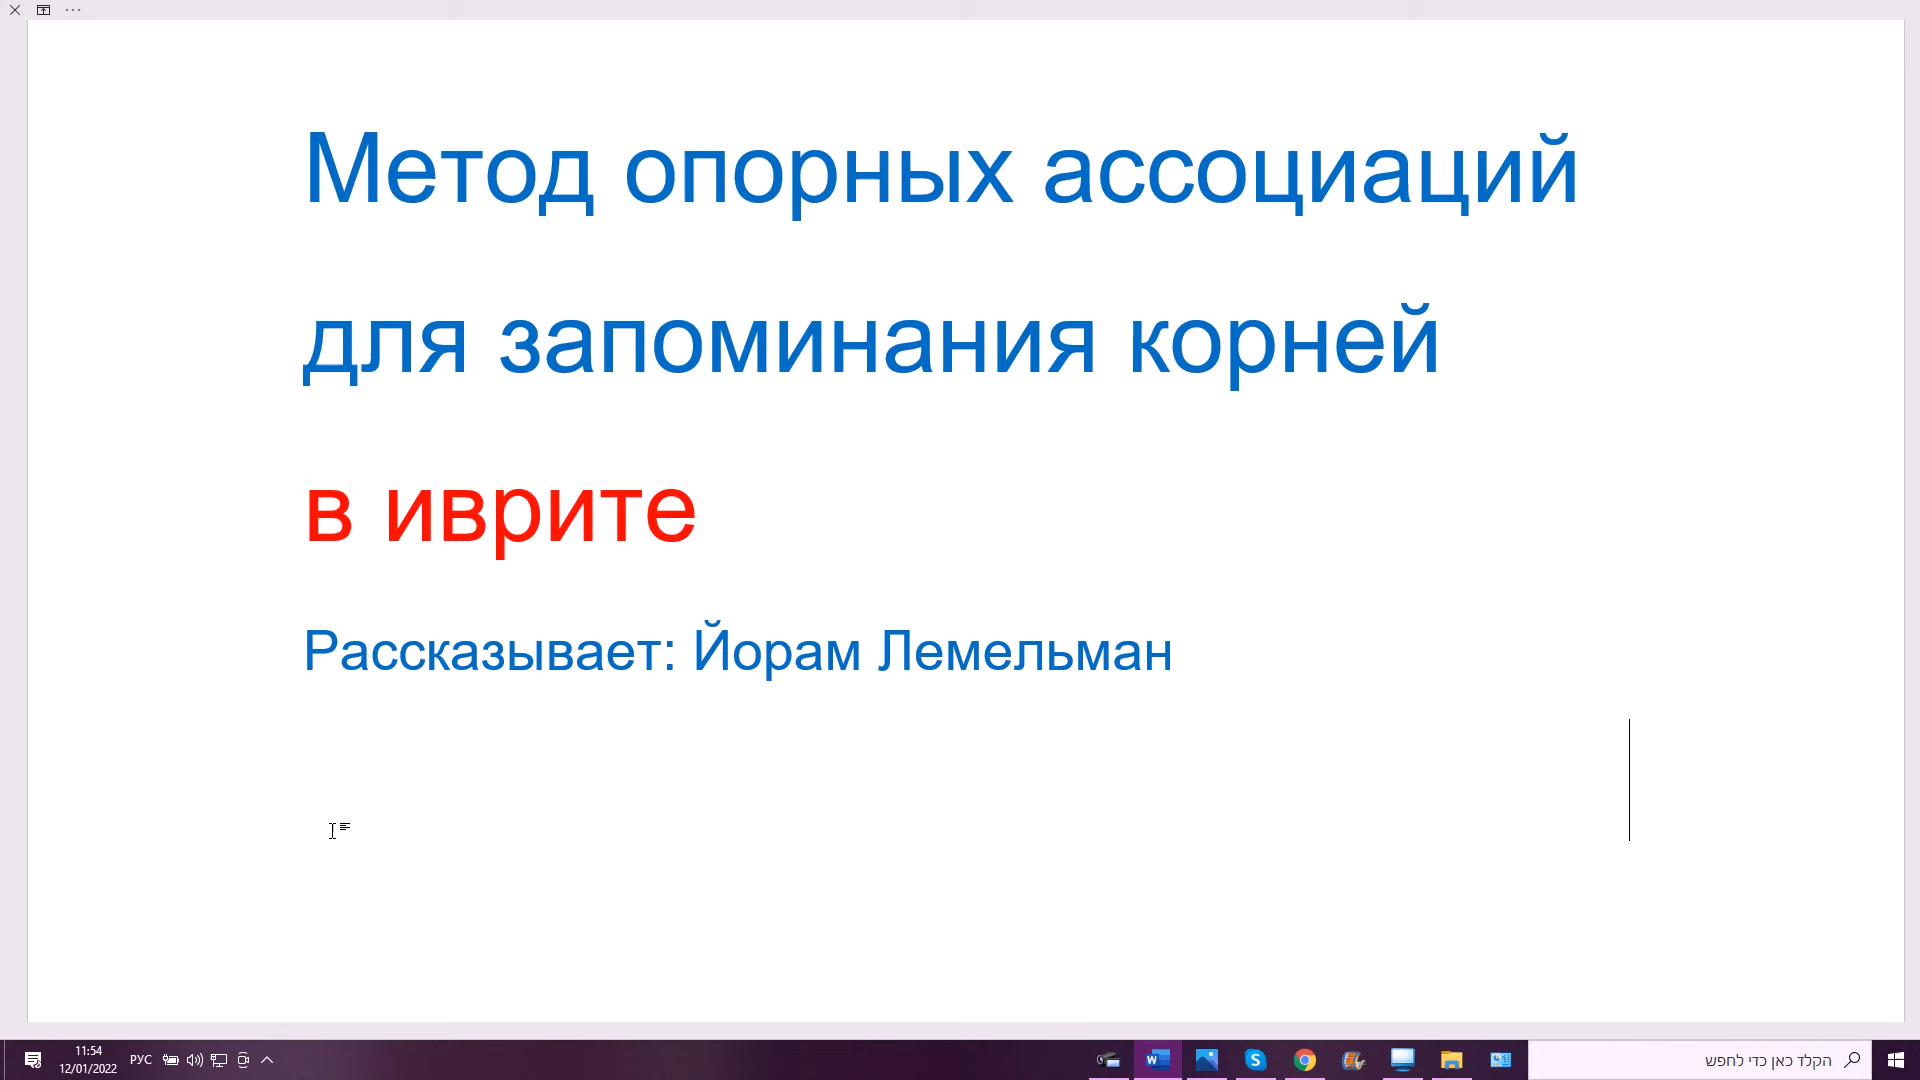 Метод опорных ассоциаций
для запоминания корней
в иврите
Рассказывает: Йорам Лемельман
11:54
12/01/2022
РУС
הקלד כאן כדי לחפש